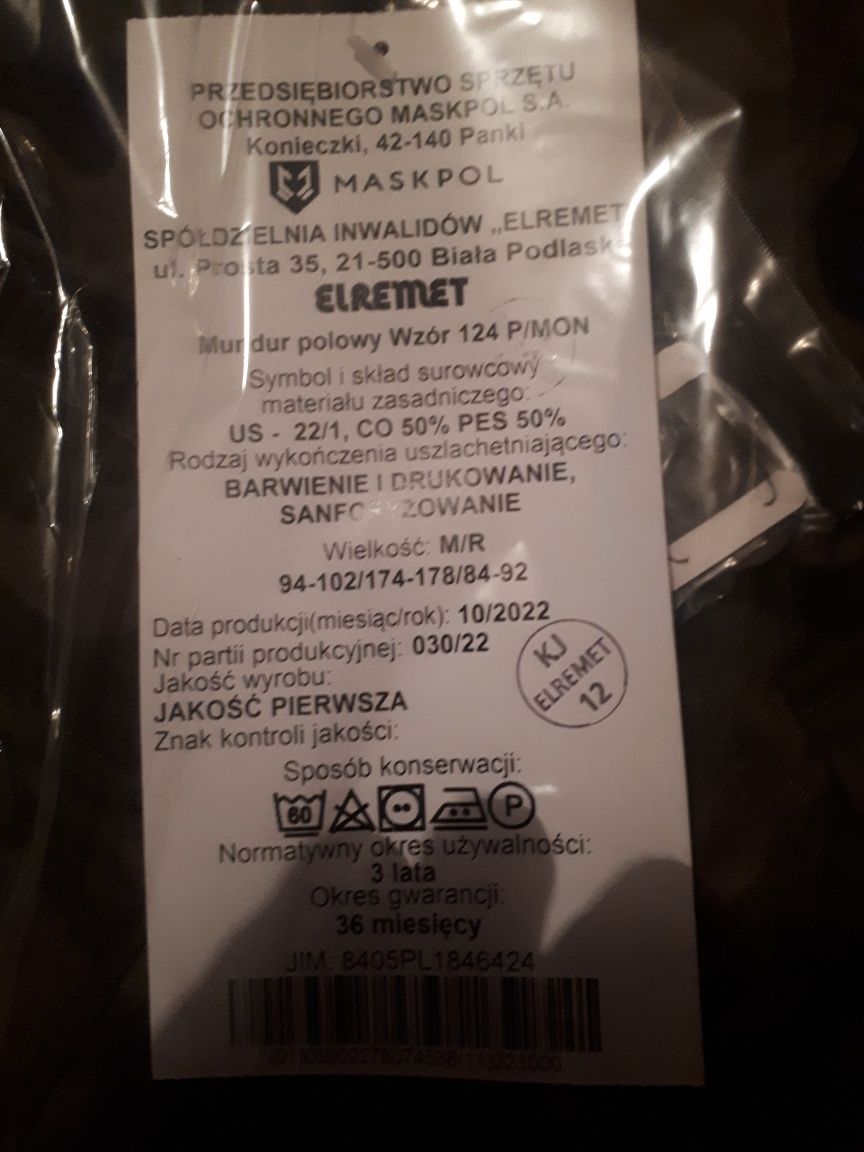 PRZEDSIĘBIORSTWO SPRZĘTU
OCHRONNEGO MASKPOL S.A.
Konieczki, 42-140 Panki
MASKPOL
SPÓŁDZIELNIA INWALIDÓW „ELREMET
ul. Prosta 35, 21-500 Biała Podlaska
ELREMET
Mundur polowy Wzór 124 P/MON
Symbol i skład surowcowy
materiału zasadniczego:
US - 22/1, CO 50% PES 50%
Rodzaj wykończenia uszlachetniającego:
BARWIENIE I DRUKOWANIE,
SANFORYZOWANIE
Wielkość: M/R
94-102/174-178/84-92
Data produkcji(miesiąc/rok): 10/2022
Nr partii produkcyjnej: 030/22
Jakość wyrobu:
JAKOŚĆ PIERWSZA
Znak kontroli jakości:
KJ
ELREMET
12
Sposób konserwacji:
60 P
Normatywny okres używalności:
3 lata
Okres gwarancji:
36 miesięcy
JIM: 8405PL1846424